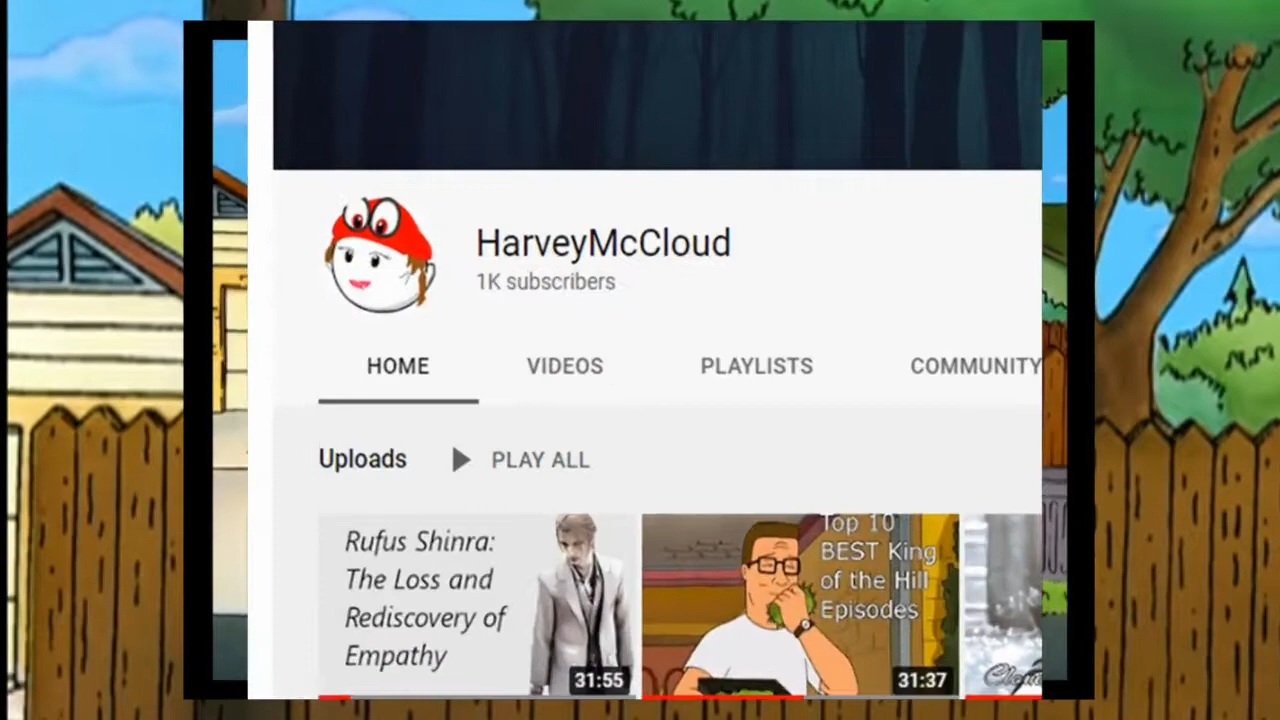 HarveyMcCloud
1K subscribers
HOME VIDEOS PLAYLISTS COMMUNITY
Uploads PLAY ALL
Rufus Shinra:
The Loss and
Rediscovery of
Empathy
31:55
Top 10
BEST King
of the Hill
Episodes
31:37